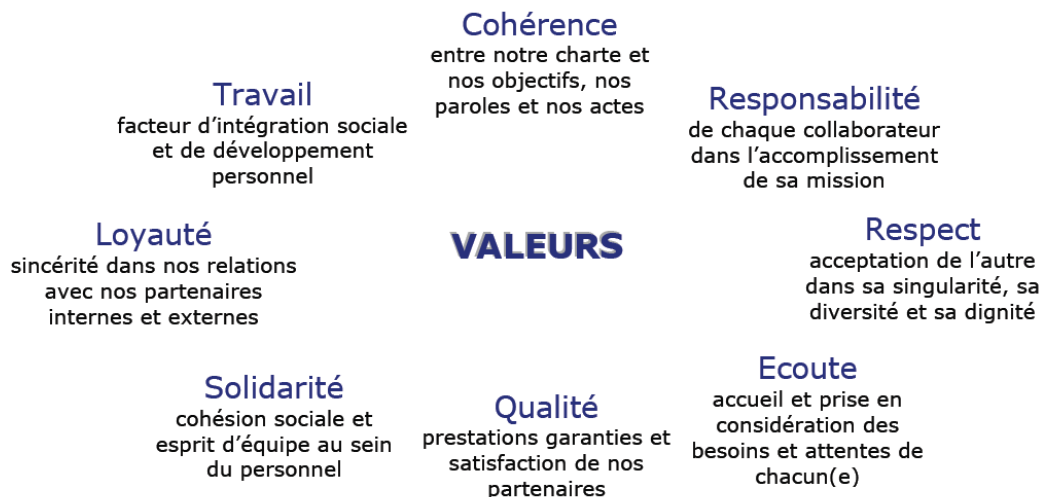 Cohérence
entre notre charte et
nos objectifs, nos
paroles et nos actes
Travail
facteur d’intégration sociale
et de développement
personnel
Responsabilité
de chaque collaborateur
dans l’accomplissement
de sa mission
Loyauté
sincérité dans nos relations
avec nos partenaires
internes et externes
VALEURS
Respect
acceptation de l’autre
dans sa singularité, sa
diversité et sa dignité
Solidarité
cohésion sociale et
esprit d’équipe au sein
du personnel
Qualité
prestations garanties et
satisfaction de nos
partenaires
Ecoute
accueil et prise en
considération des
besoins et attentes de
chacun(e)